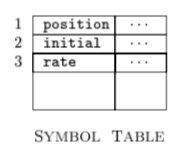 1 position ...
2 initial ...
3 rate ...
SYMBOL TABLE